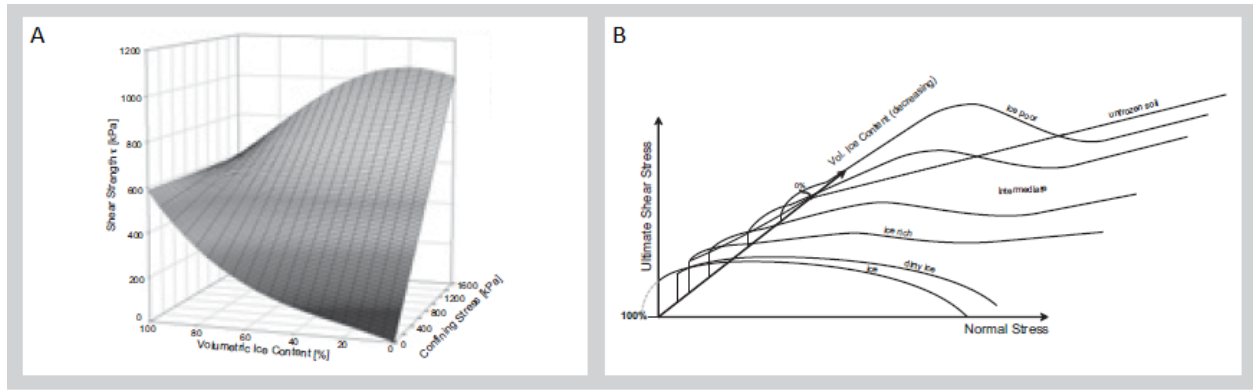 A
1200
1000
800
600
400
200
0
Shear Strength τ [kPa]
100
80
60
40
20
0
Volumetric Ice Content [%]
0
400
800
1200
1600
Confining Stress [kPa]
B
Ultimate Shear Stress
Vol. Ice Content (decreasing)
0%
100%
Normal Stress
ice poor
unfrozen soil
intermediate
ice rich
dirty ice
ice